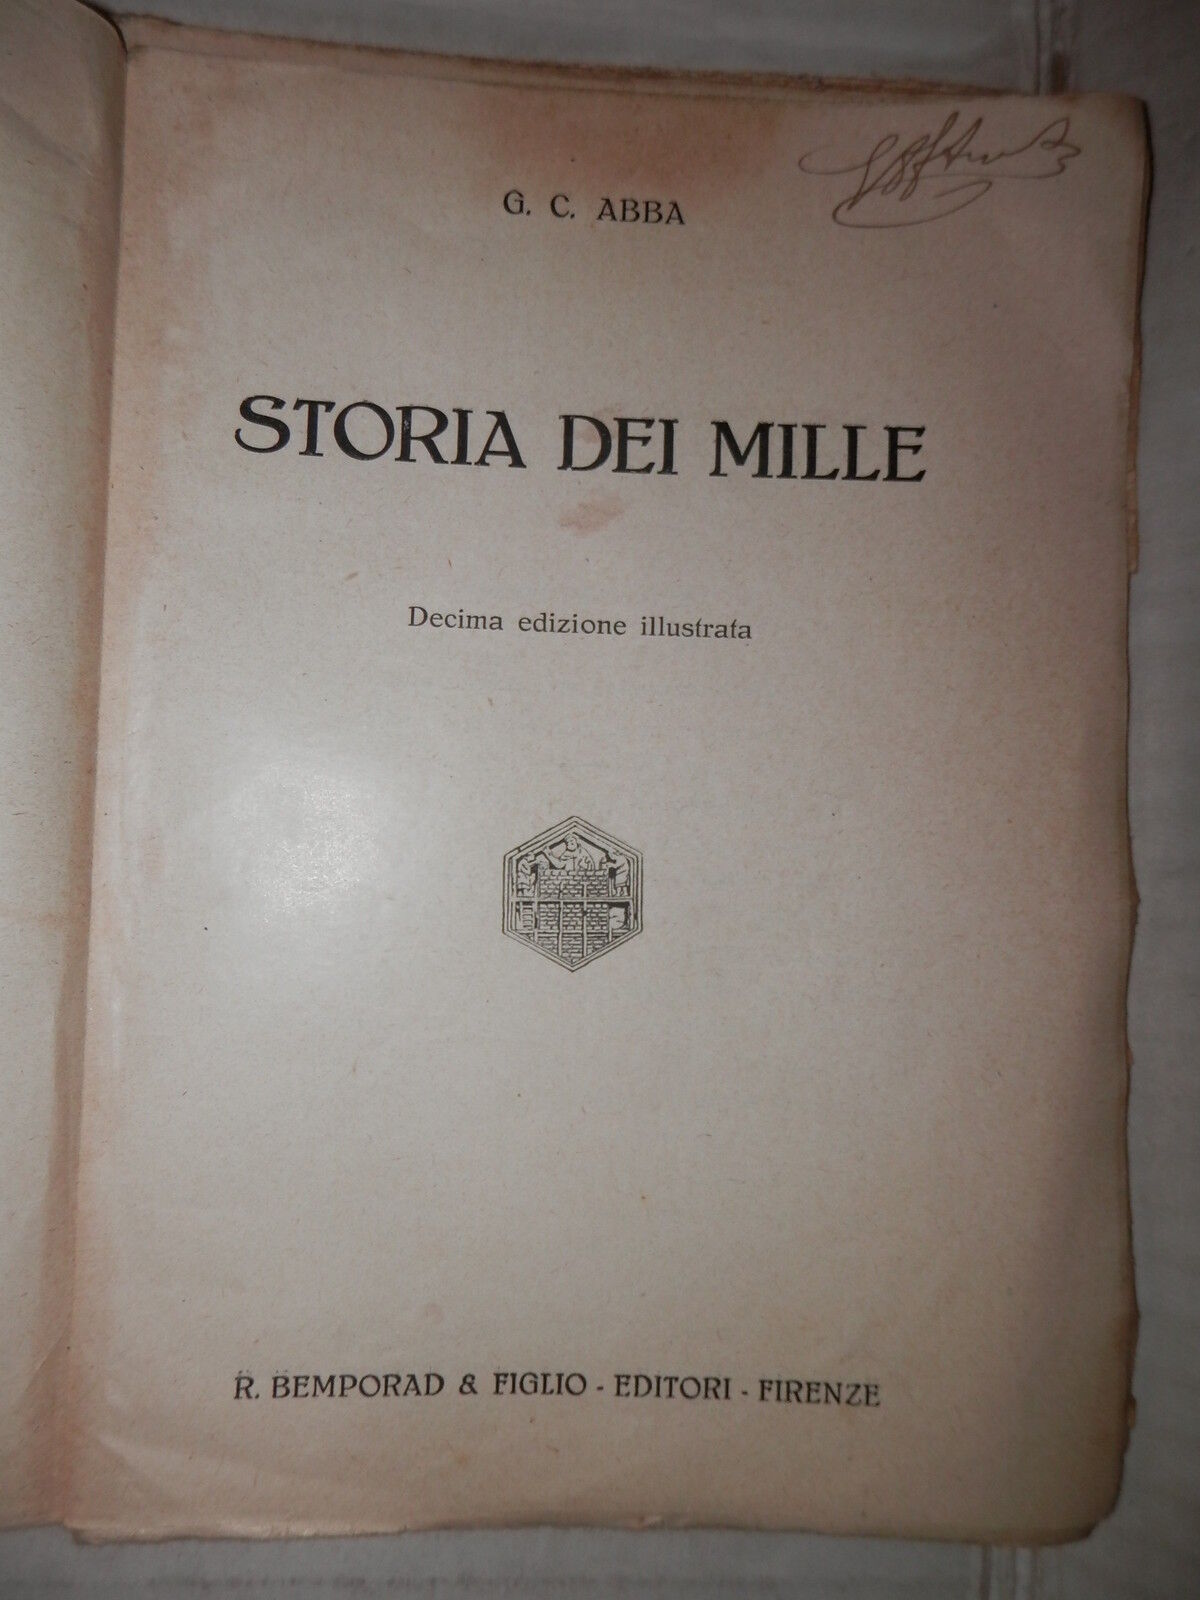 G. C. ABBA
STORIA DEI MILLE
Decima edizione illustrata
R. BEMPORAD & FIGLIO - EDITORI - FIRENZE